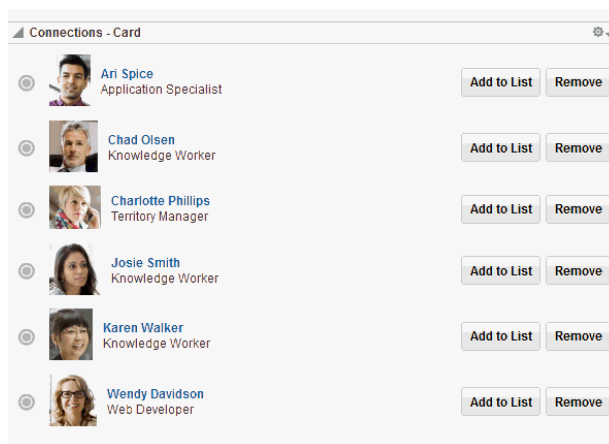 Connections - Card
Ari Spice
Application Specialist
Add to List Remove
Chad Olsen
Knowledge Worker
Add to List Remove
Charlotte Phillips
Territory Manager
Add to List Remove
Josie Smith
Knowledge Worker
Add to List Remove
Karen Walker
Knowledge Worker
Add to List Remove
Wendy Davidson
Web Developer
Add to List Remove